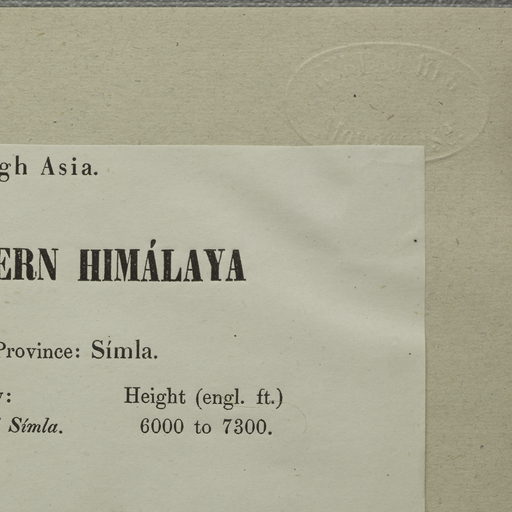 gh Asia.
ERN HIMÁLAYA
Province: Símla.
y: Height (engl. ft.)
Símla. 6000 to 7300.